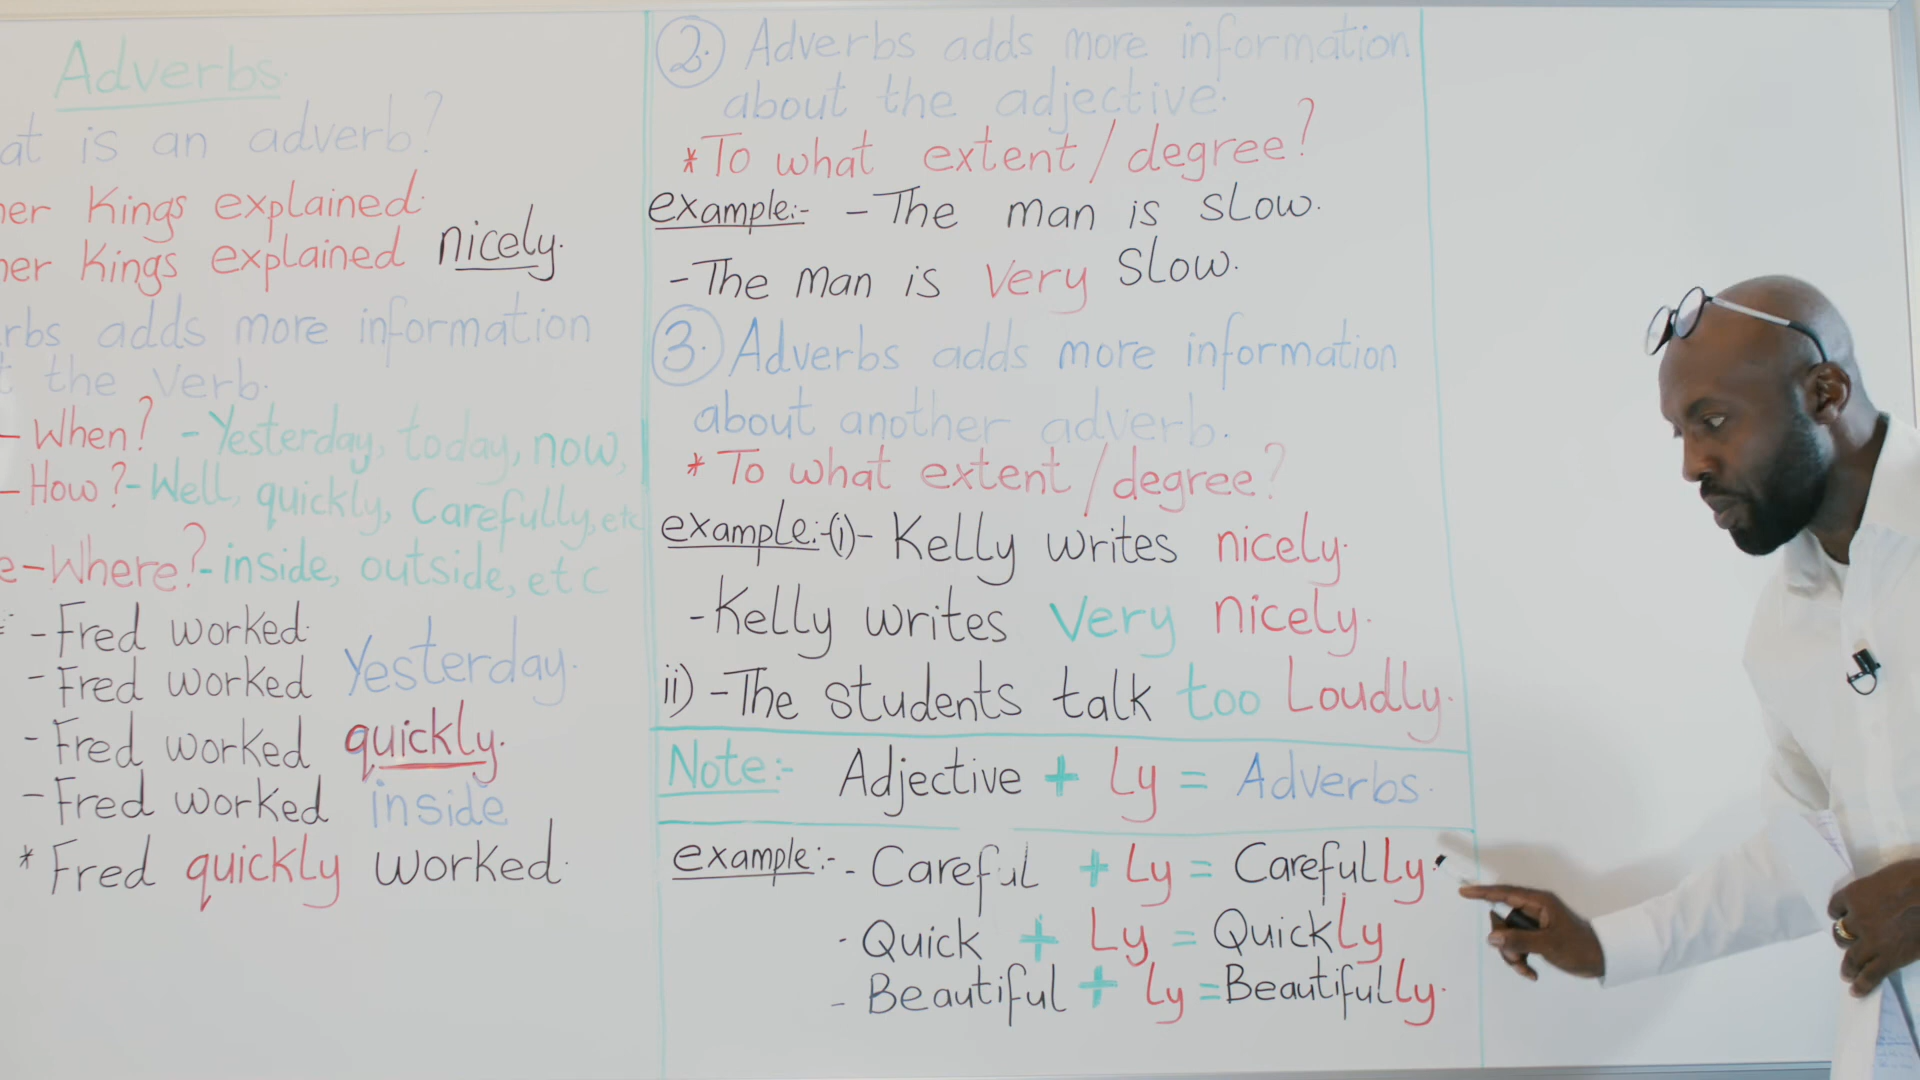 Adverbs.
at is an adverb?
her Kings explained.
her Kings explained nicely.
rbs adds more information
t the verb.
- When? - Yesterday, today, now,
- How? - Well, quickly, Carefully, etc
e - Where? - inside, outside, etc
- Fred worked.
- Fred worked Yesterday.
- Fred worked quickly.
- Fred worked inside
* Fred quickly worked.
2. Adverbs adds more information
about the adjective.
* To what extent / degree?
example:- - The man is slow.
- The man is very slow.
3. Adverbs adds more information
about another adverb.
* To what extent / degree?
example:- (i) - Kelly writes nicely.
- Kelly writes very nicely.
ii) - The students talk too Loudly.
Note:- Adjective + Ly = Adverbs.
example:- - Careful + Ly = CarefulLy.
- Quick + Ly = QuickLy
- Beautiful + Ly = BeautifulLy.